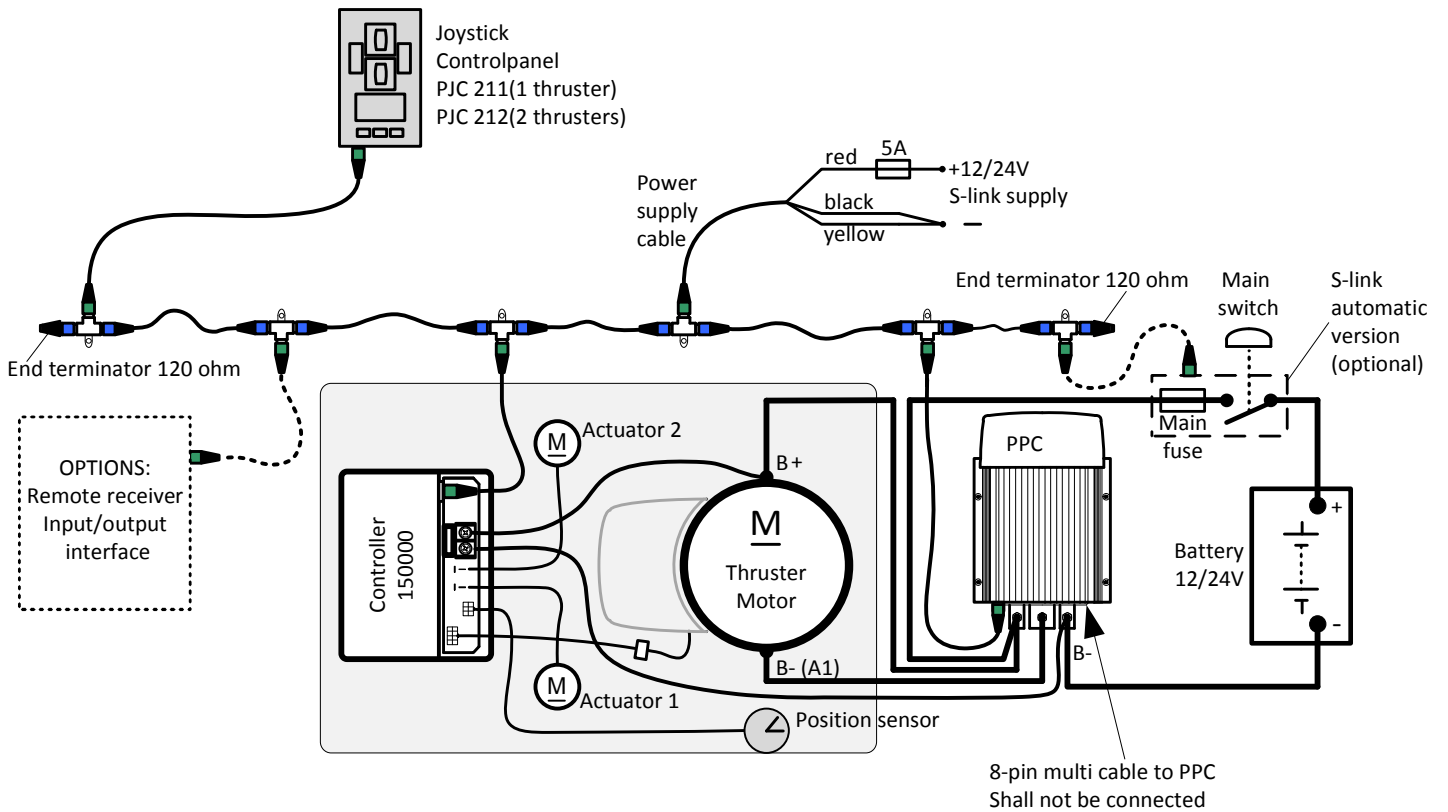 Joystick
Controlpanel
PJC 211(1 thruster)
PJC 212(2 thrusters)
red
5A
+12/24V
S-link supply
black
yellow
–
Power
supply
cable
End terminator 120 ohm
Main
switch
S-link
automatic
version
(optional)
End terminator 120 ohm
OPTIONS:
Remote receiver
Input/output
interface
Controller
150000
M
Actuator 2
M
Actuator 1
B+
M
Thruster
Motor
B- (A1)
Position sensor
PPC
B-
Main
fuse
Battery
12/24V
+
-
8-pin multi cable to PPC
Shall not be connected